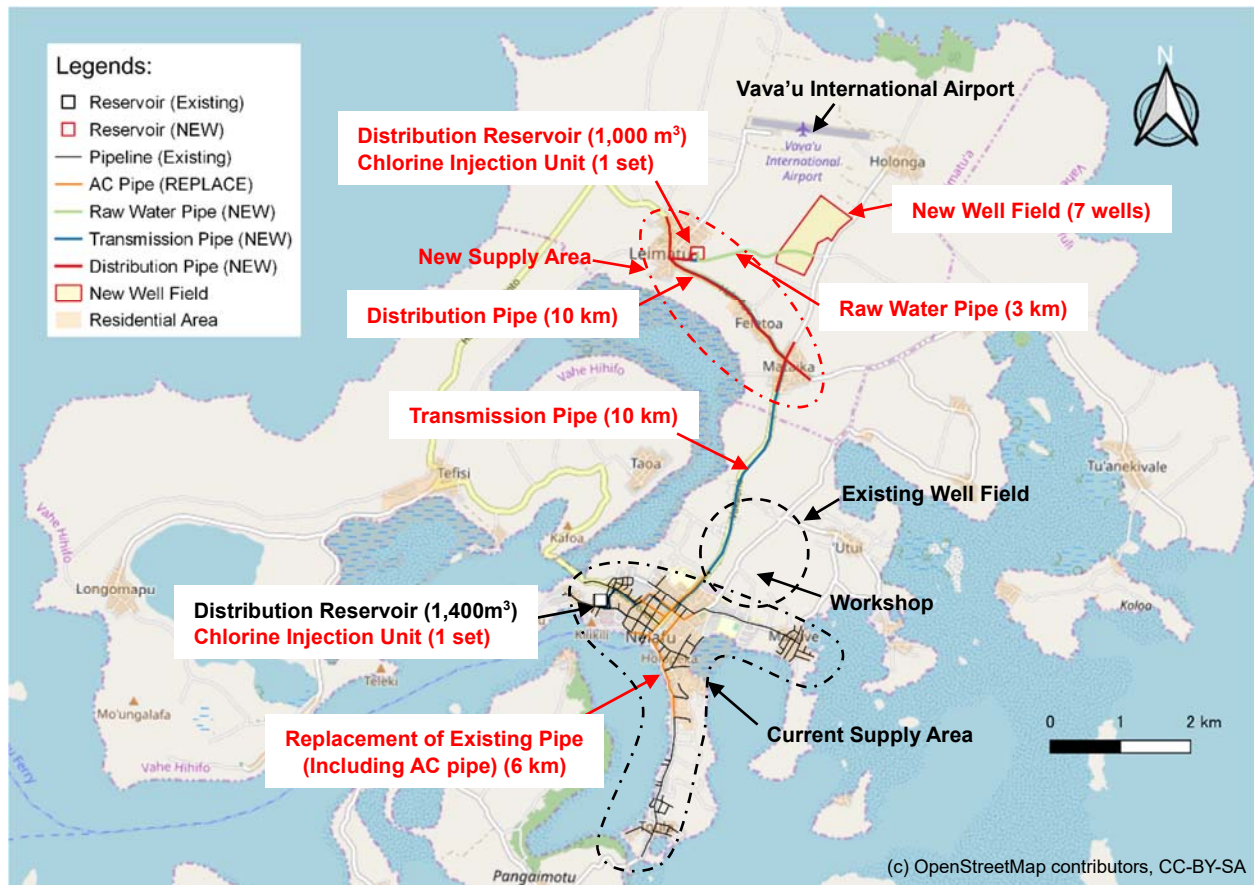 Legends:
Reservoir (Existing)
Reservoir (NEW)
Pipeline (Existing)
AC Pipe (REPLACE)
Raw Water Pipe (NEW)
Transmission Pipe (NEW)
Distribution Pipe (NEW)
New Well Field
Residential Area
N
Vava'u International Airport
Vava'u
International
Airport
Holonga
Distribution Reservoir (1,000 m³)
Chlorine Injection Unit (1 set)
New Well Field (7 wells)
Leimatua
New Supply Area
Distribution Pipe (10 km)
Raw Water Pipe (3 km)
Feletoa
Mataika
Vahe Hihifo
Transmission Pipe (10 km)
Tefisi
Taoa
Tu'anekivale
Existing Well Field
Vahe Hihifo
Kafoa
'Utui
Longomapu
Workshop
Koloa
Distribution Reservoir (1,400m³)
Chlorine Injection Unit (1 set)
Kilikili
Neiafu
Teleki
Mo'ungalafa
Replacement of Existing Pipe
(Including AC pipe) (6 km)
Current Supply Area
0 1 2 km
Vahe Hihifo
Ferry
Pangaimotu
(c) OpenStreetMap contributors, CC-BY-SA